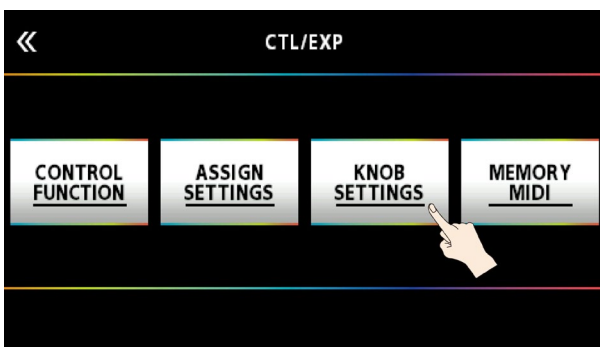 CTL/EXP
CONTROL
FUNCTION
ASSIGN
SETTINGS
KNOB
SETTINGS
MEMORY
MIDI